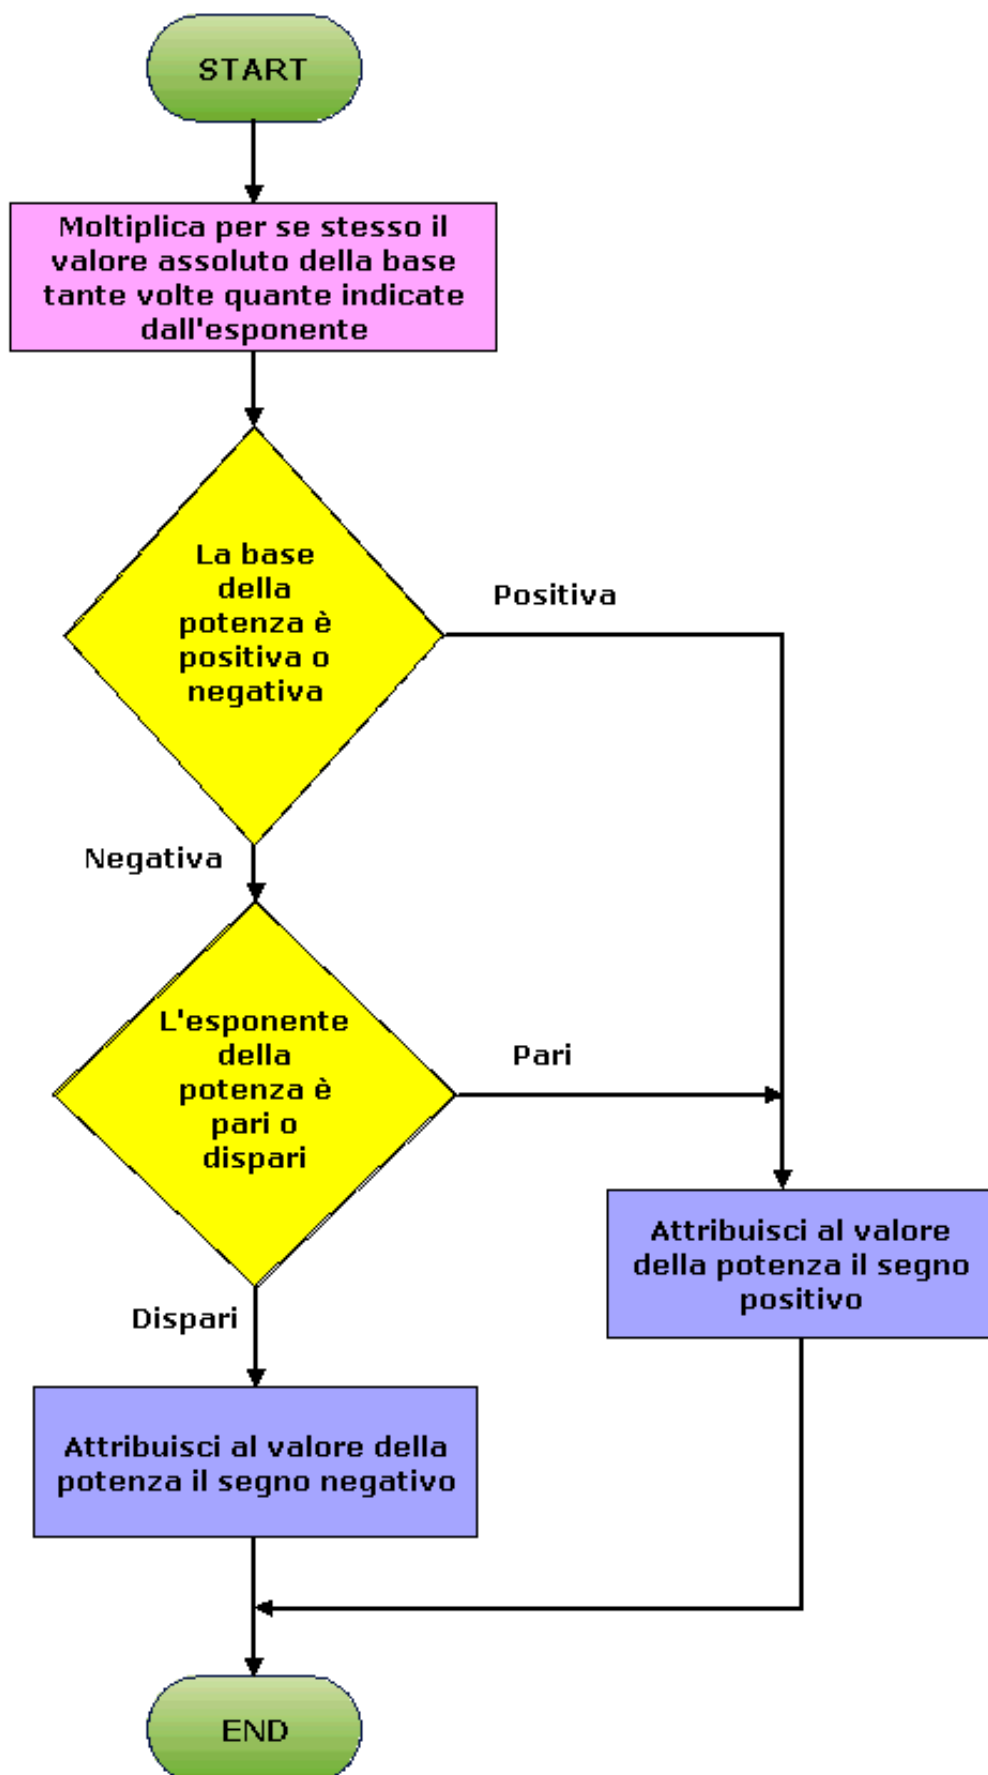 START
Moltiplica per se stesso il
valore assoluto della base
tante volte quante indicate
dall'esponente
La base
della
potenza è
positiva o
negativa
Positiva
Negativa
L'esponente
della
potenza è
pari o
dispari
Pari
Dispari
Attribuisci al valore
della potenza il segno
positivo
Attribuisci al valore della
potenza il segno negativo
END